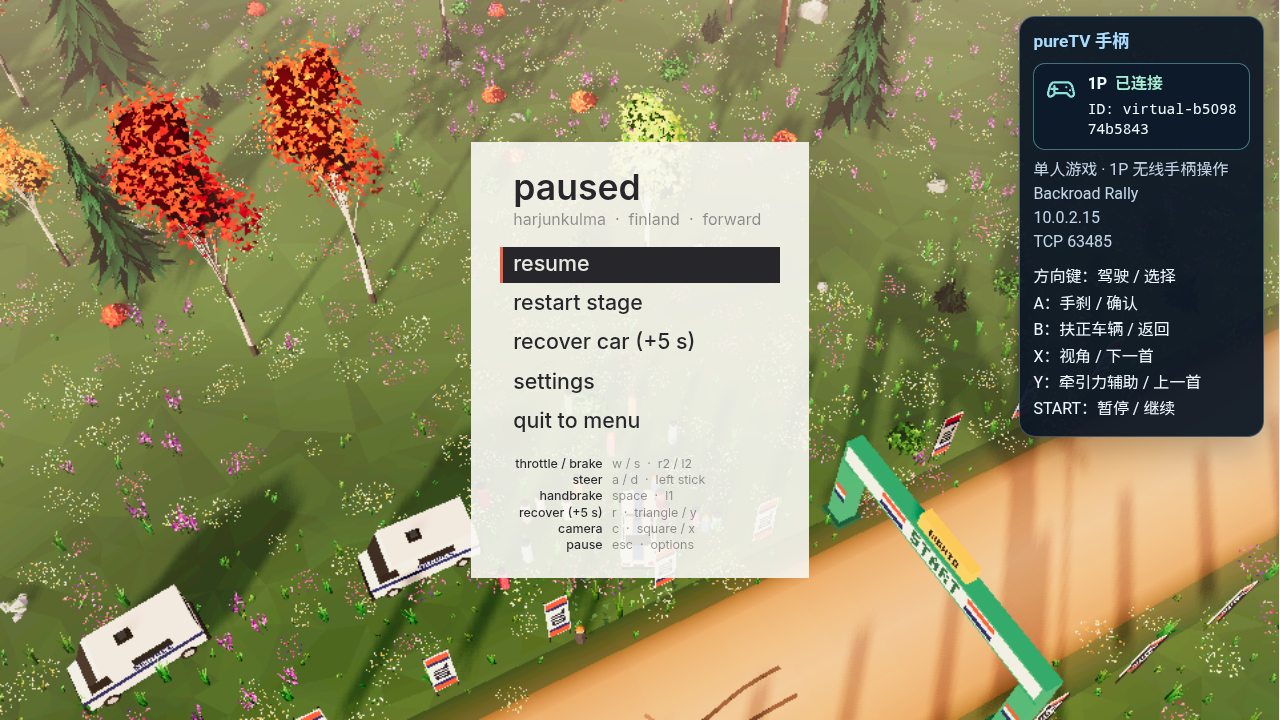 paused
harjunkulma · finland · forward
resume
restart stage
recover car (+5 s)
settings
quit to menu
throttle / brake w / s · r2 / l2
steer a / d · left stick
handbrake space · l1
recover (+5 s) r · triangle / y
camera c · square / x
pause esc · options
pureTV 手柄
1P 已连接
ID: virtual-b5098
74b5843
单人游戏 · 1P 无线手柄操作
Backroad Rally
10.0.2.15
TCP 63485
方向键：驾驶 / 选择
A：手刹 / 确认
B：扶正车辆 / 返回
X：视角 / 下一首
Y：牵引力辅助 / 上一首
START：暂停 / 继续
START